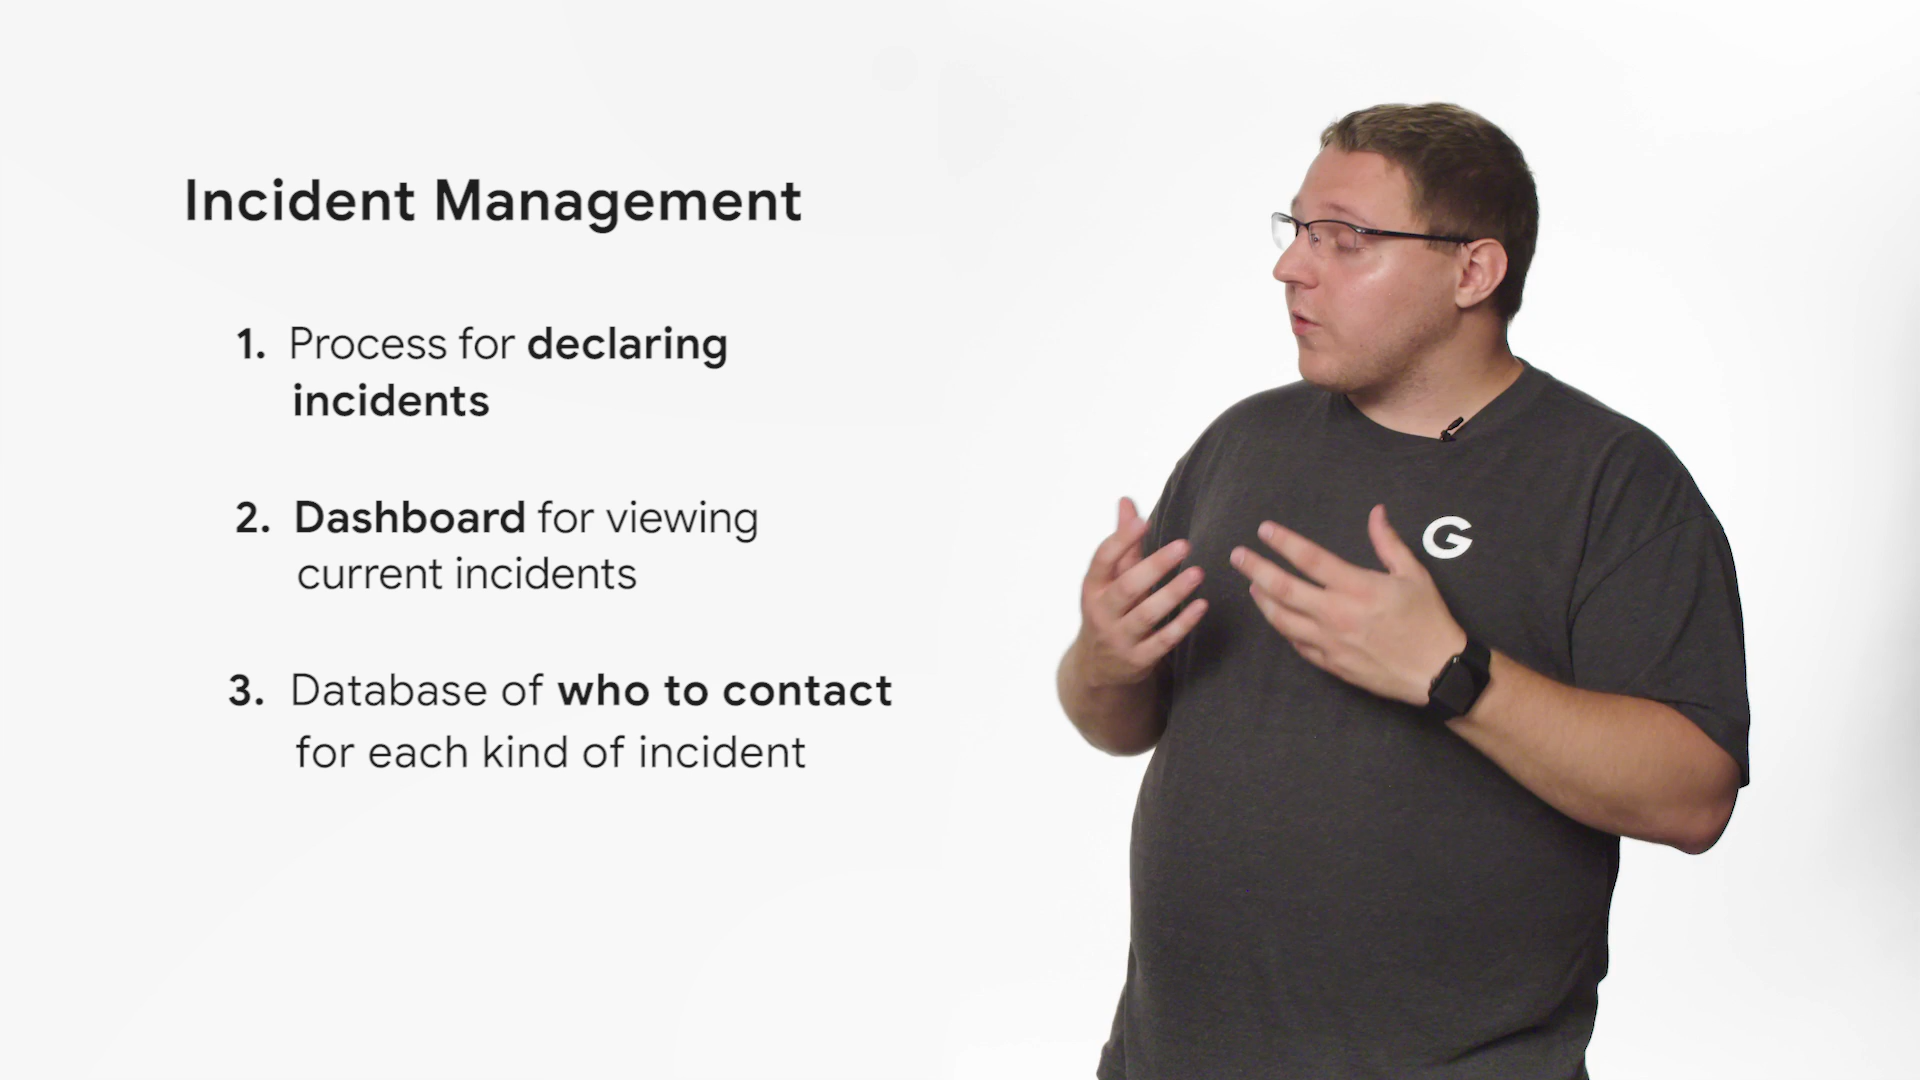 Incident Management
1. Process for declaring
incidents
2. Dashboard for viewing
current incidents
3. Database of who to contact
for each kind of incident
G